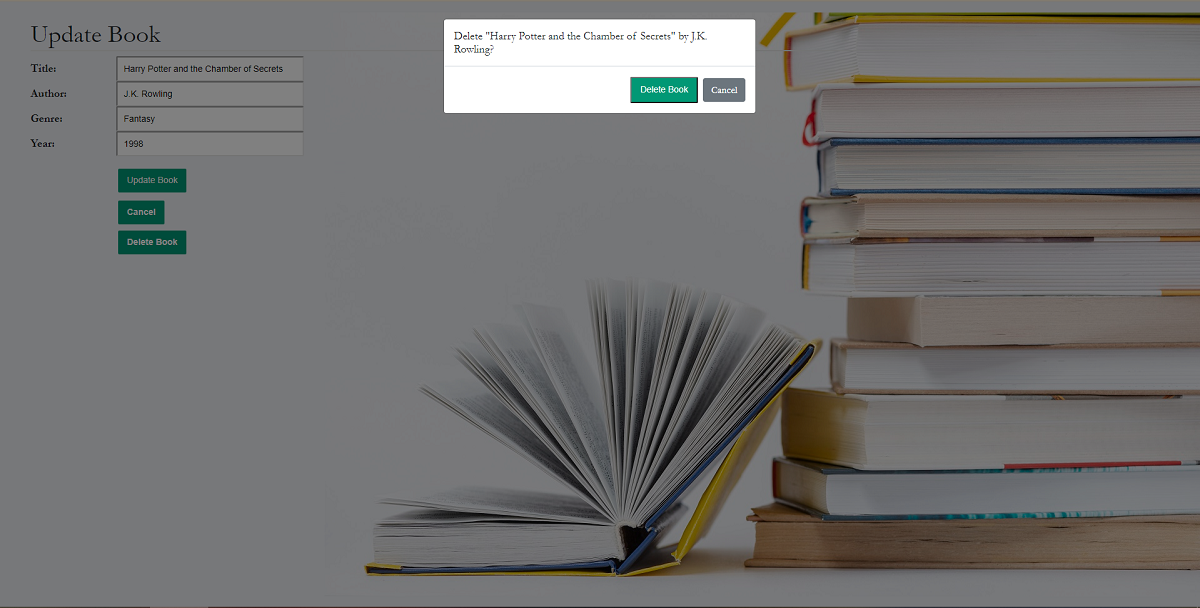 Update Book
Delete "Harry Potter and the Chamber of Secrets" by J.K.
Rowling?
Delete Book Cancel
Title: Harry Potter and the Chamber of Secrets
Author: J.K. Rowling
Genre: Fantasy
Year: 1998
Update Book
Cancel
Delete Book